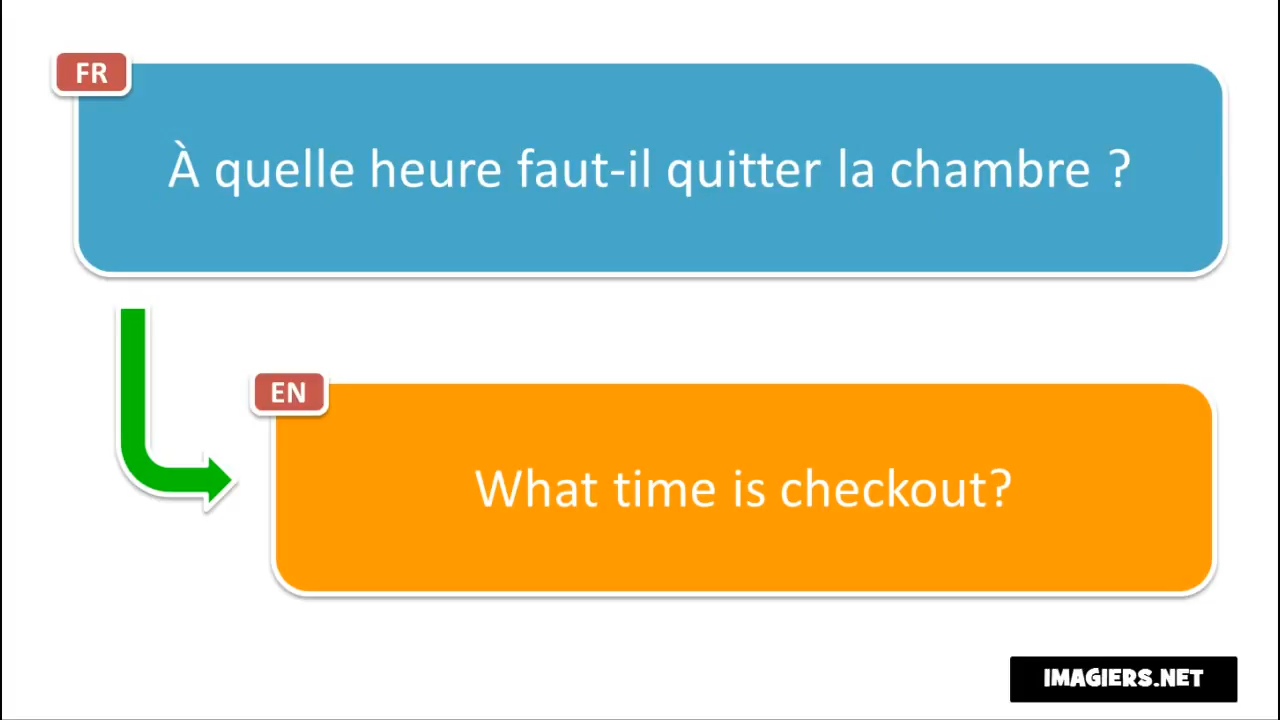 FR
À quelle heure faut-il quitter la chambre ?
EN
What time is checkout?
IMAGIERS.NET